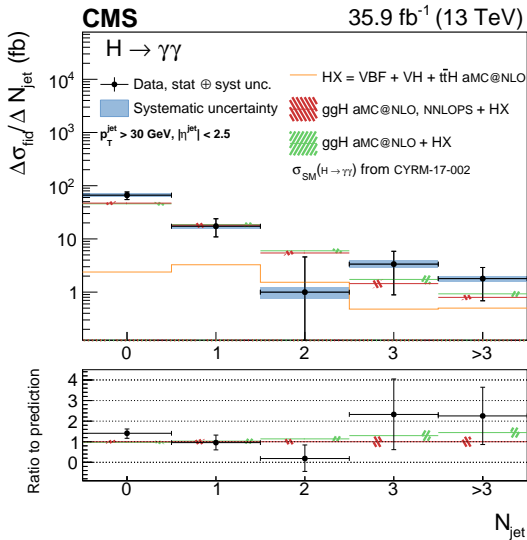 CMS 35.9 fb⁻¹ (13 TeV)
H → γγ
Data, stat ⊕ syst unc.
Systematic uncertainty
p_T^jet > 30 GeV, |η^jet| < 2.5
HX = VBF + VH + tt̄H aMC@NLO
ggH aMC@NLO, NNLOPS + HX
ggH aMC@NLO + HX
σ_SM(H→γγ) from CYRM-17-002
Δσ_fid/Δ N_jet (fb)
10⁴
10³
10²
10
1
0 1 2 3 >3
Ratio to prediction
4
3
2
1
0
0 1 2 3 >3
N_jet